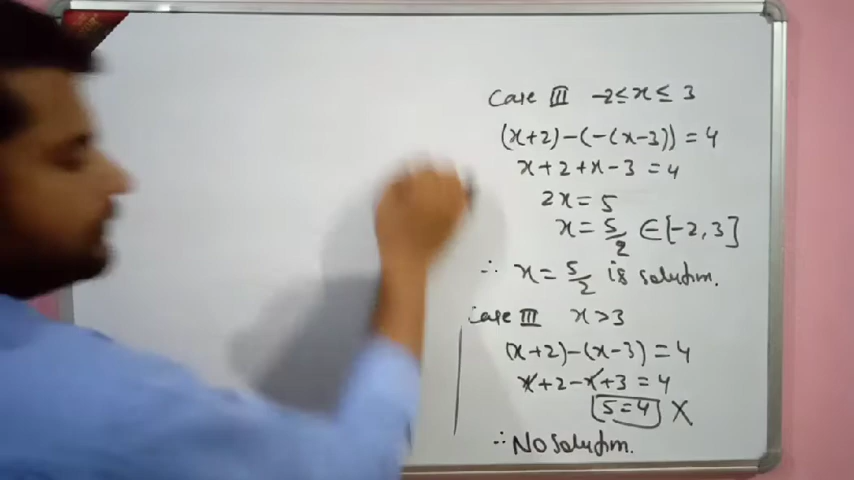 Case III -2≤x≤3
(x+2)-(-(x-3))=4
x+2+x-3=4
2x=5
x=5/2 ∈[-2,3]
∴ x=5/2 is solution.
Case III x>3
(x+2)-(x-3)=4
x+2-x+3=4
5=4 X
∴ No solution.